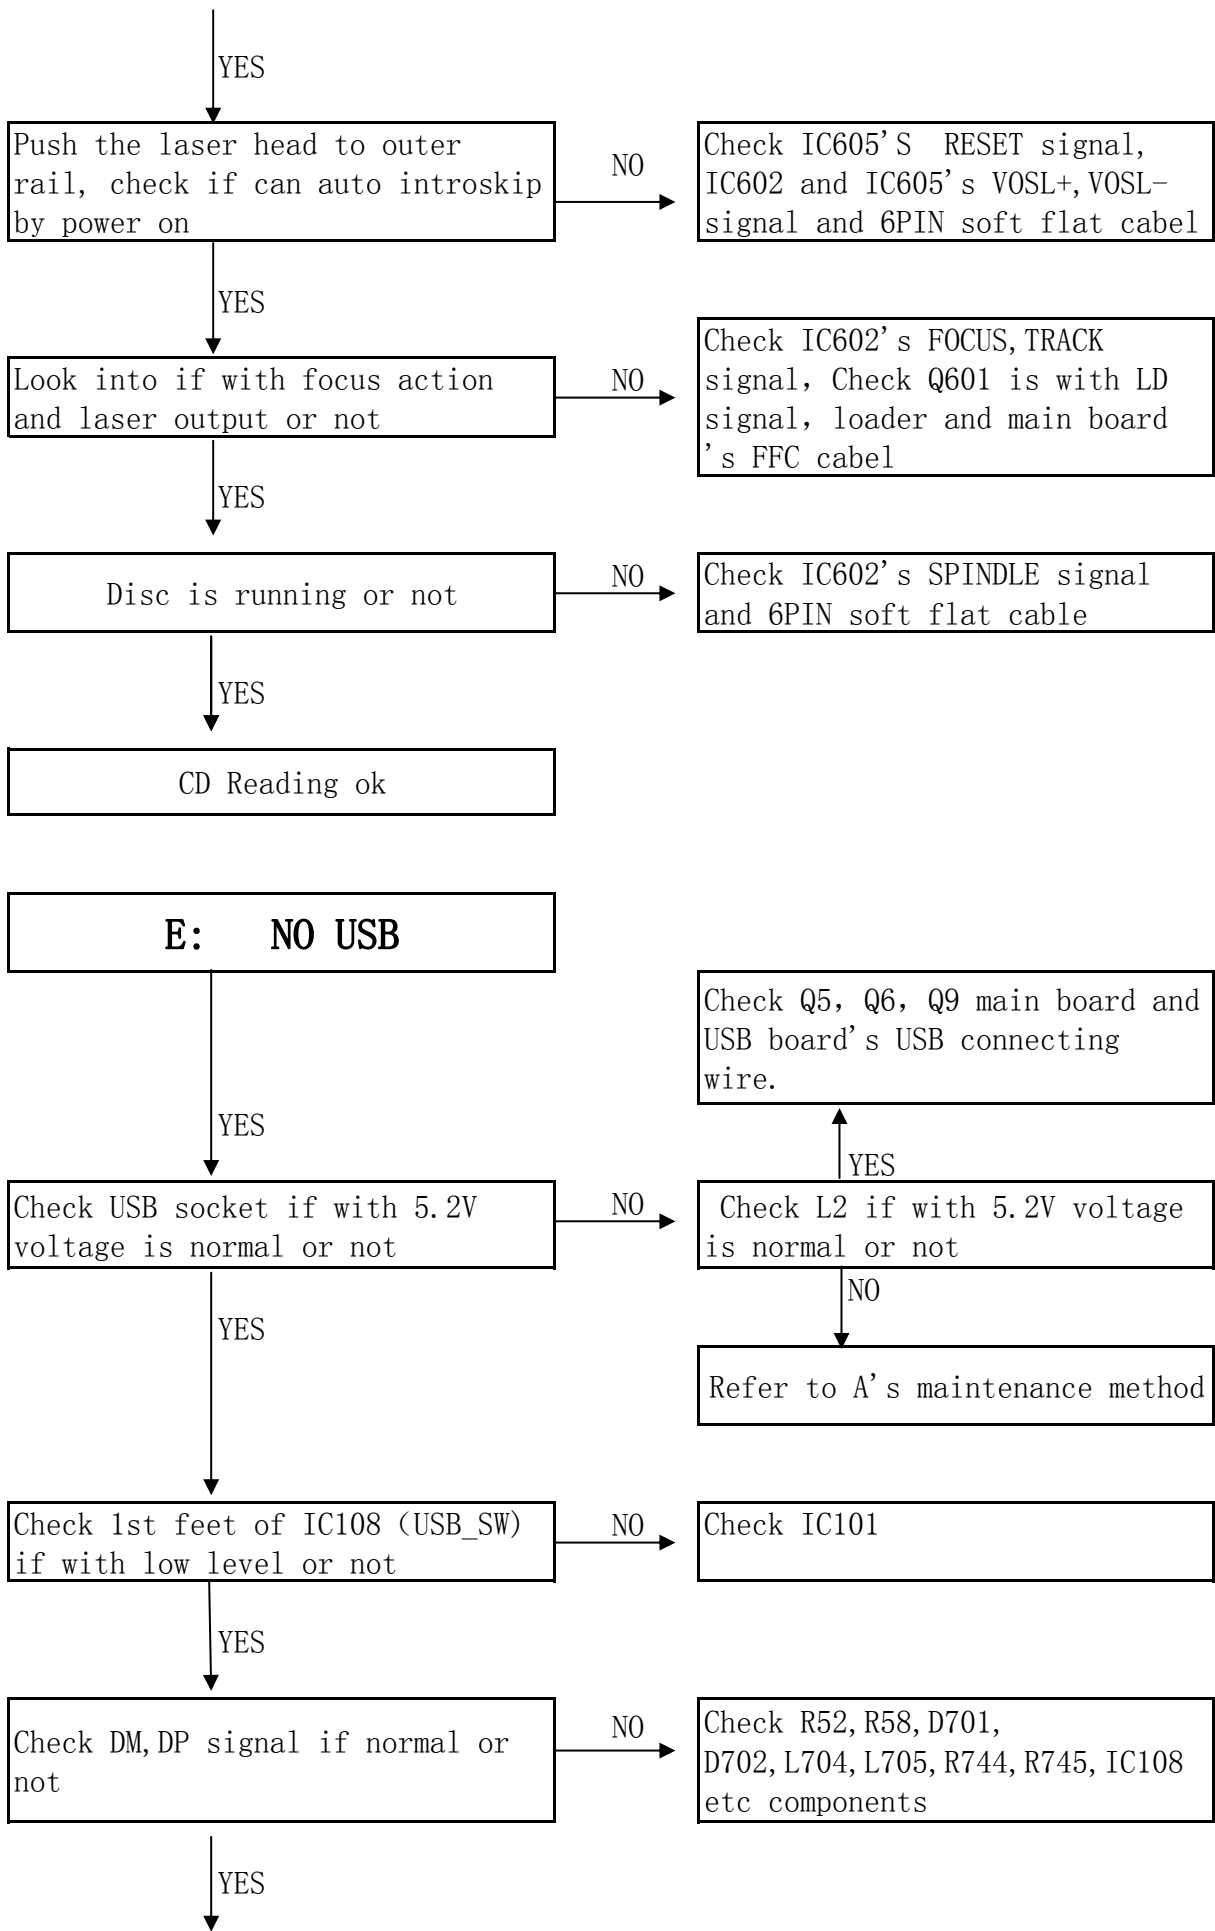 YES
Push the laser head to outer
rail, check if can auto introskip
by power on
NO
Check IC605'S  RESET signal,
IC602 and IC605's VOSL+,VOSL-
signal and 6PIN soft flat cabel
YES
Look into if with focus action
and laser output or not
NO
Check IC602's FOCUS,TRACK
signal, Check Q601 is with LD
signal, loader and main board
's FFC cabel
YES
Disc is running or not
NO
Check IC602's SPINDLE signal
and 6PIN soft flat cable
YES
CD Reading ok
E:   NO USB
YES
Check USB socket if with 5.2V
voltage is normal or not
NO
Check Q5, Q6, Q9 main board and
USB board's USB connecting
wire.
YES
Check L2 if with 5.2V voltage
is normal or not
NO
Refer to A's maintenance method
YES
Check 1st feet of IC108 (USB_SW)
if with low level or not
NO
Check IC101
YES
Check DM,DP signal if normal or
not
NO
Check R52,R58,D701,
D702,L704,L705,R744,R745,IC108
etc components
YES